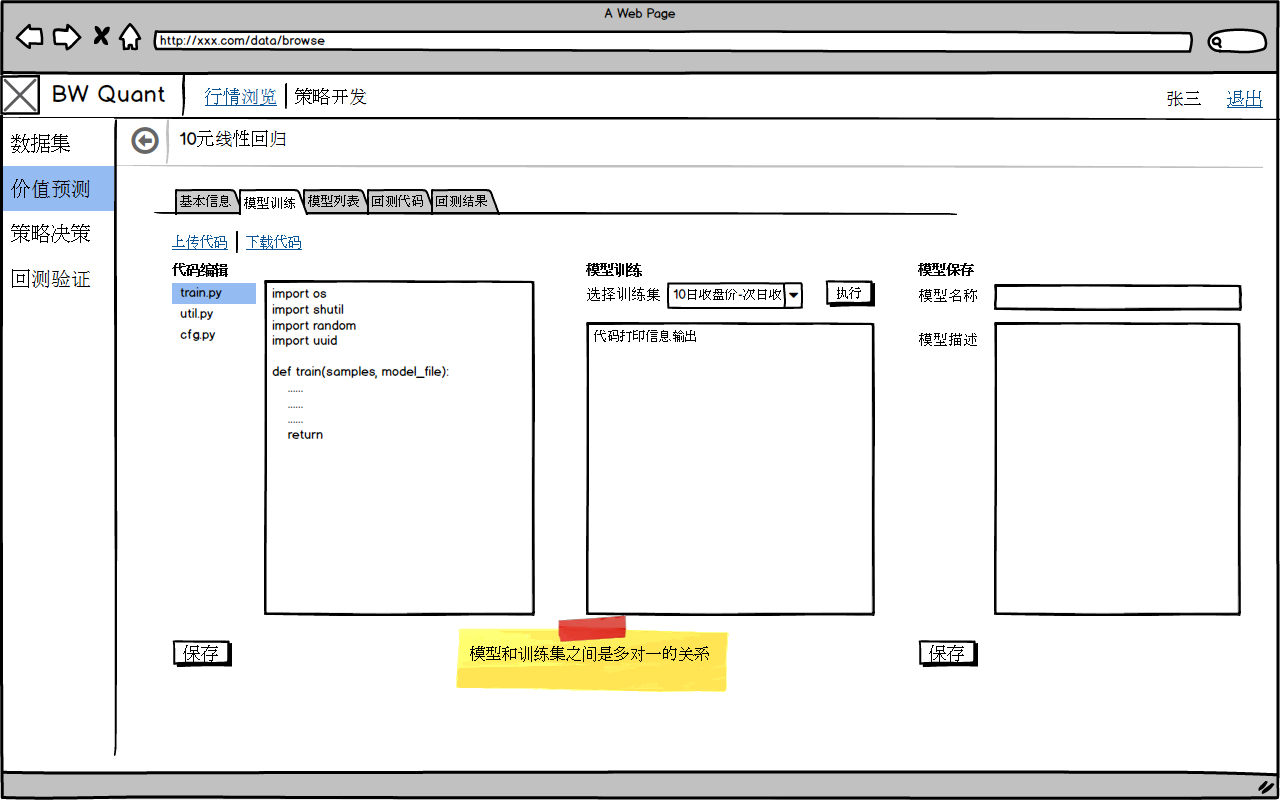 A Web Page
http://xxx.com/data/browse
BW Quant
行情浏览
策略开发
张三
退出
数据集
价值预测
策略决策
回测验证
10元线性回归
基本信息
模型训练
模型列表
回测代码
回测结果
上传代码
下载代码
代码编辑
train.py
util.py
cfg.py
import os
import shutil
import random
import uuid
def train(samples, model_file):
......
......
......
return
保存
模型训练
选择训练集
10日收盘价-次日收
执行
代码打印信息输出
模型和训练集之间是多对一的关系
模型保存
模型名称
模型描述
保存